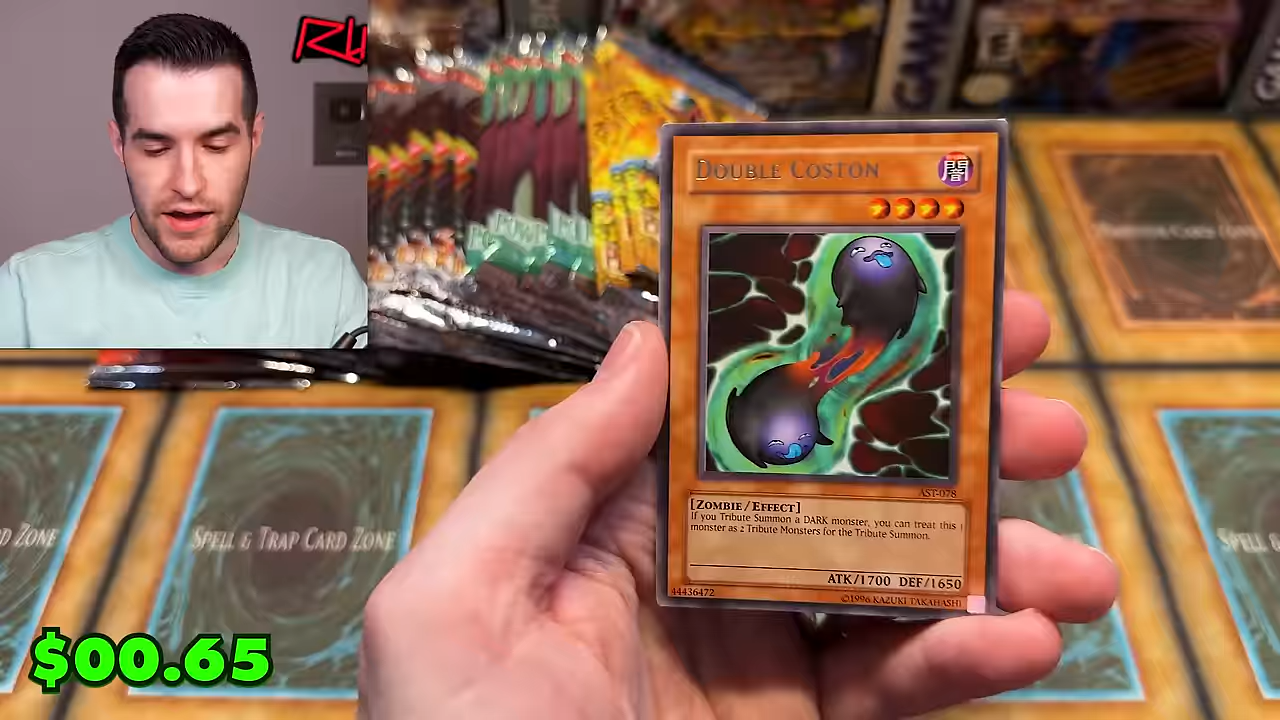 DOUBLE COSTON
闇
AST-078
[ZOMBIE/EFFECT]
If you Tribute Summon a DARK monster, you can treat this
monster as 2 Tribute Monsters for the Tribute Summon.
ATK/1700 DEF/1650
44436472
©1996 KAZUKI TAKAHASHI
D ZONE
SPELL & TRAP CARD ZONE
SPELL &
$00.65
GAME
E